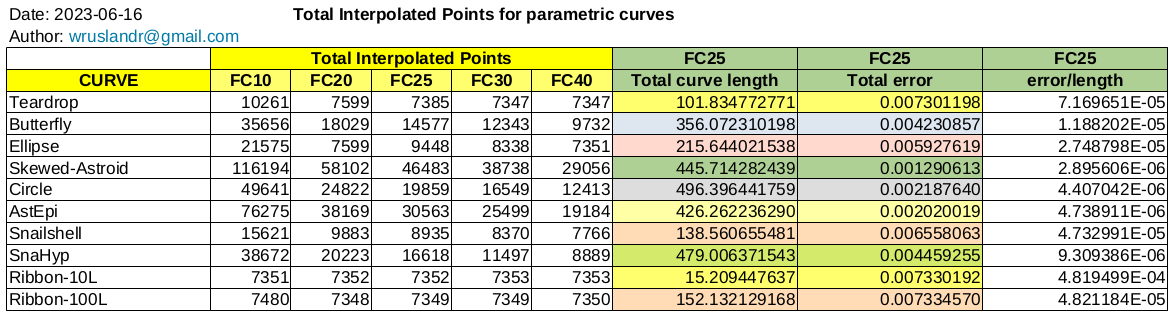 Date: 2023-06-16 Total Interpolated Points for parametric curves
Author: wruslandr@gmail.com
Total Interpolated Points FC25 FC25 FC25
CURVE FC10 FC20 FC25 FC30 FC40 Total curve length Total error error/length
Teardrop 10261 7599 7385 7347 7347 101.834772771 0.007301198 7.169651E-05
Butterfly 35656 18029 14577 12343 9732 356.072310198 0.004230857 1.188202E-05
Ellipse 21575 7599 9448 8338 7351 215.644021538 0.005927619 2.748798E-05
Skewed-Astroid 116194 58102 46483 38738 29056 445.714282439 0.001290613 2.895606E-06
Circle 49641 24822 19859 16549 12413 496.396441759 0.002187640 4.407042E-06
AstEpi 76275 38169 30563 25499 19184 426.262236290 0.002020019 4.738911E-06
Snailshell 15621 9883 8935 8370 7766 138.560655481 0.006558063 4.732991E-05
SnaHyp 38672 20223 16618 11497 8889 479.006371543 0.004459255 9.309386E-06
Ribbon-10L 7351 7352 7352 7353 7353 15.209447637 0.007330192 4.819499E-04
Ribbon-100L 7480 7348 7349 7349 7350 152.132129168 0.007334570 4.821184E-05